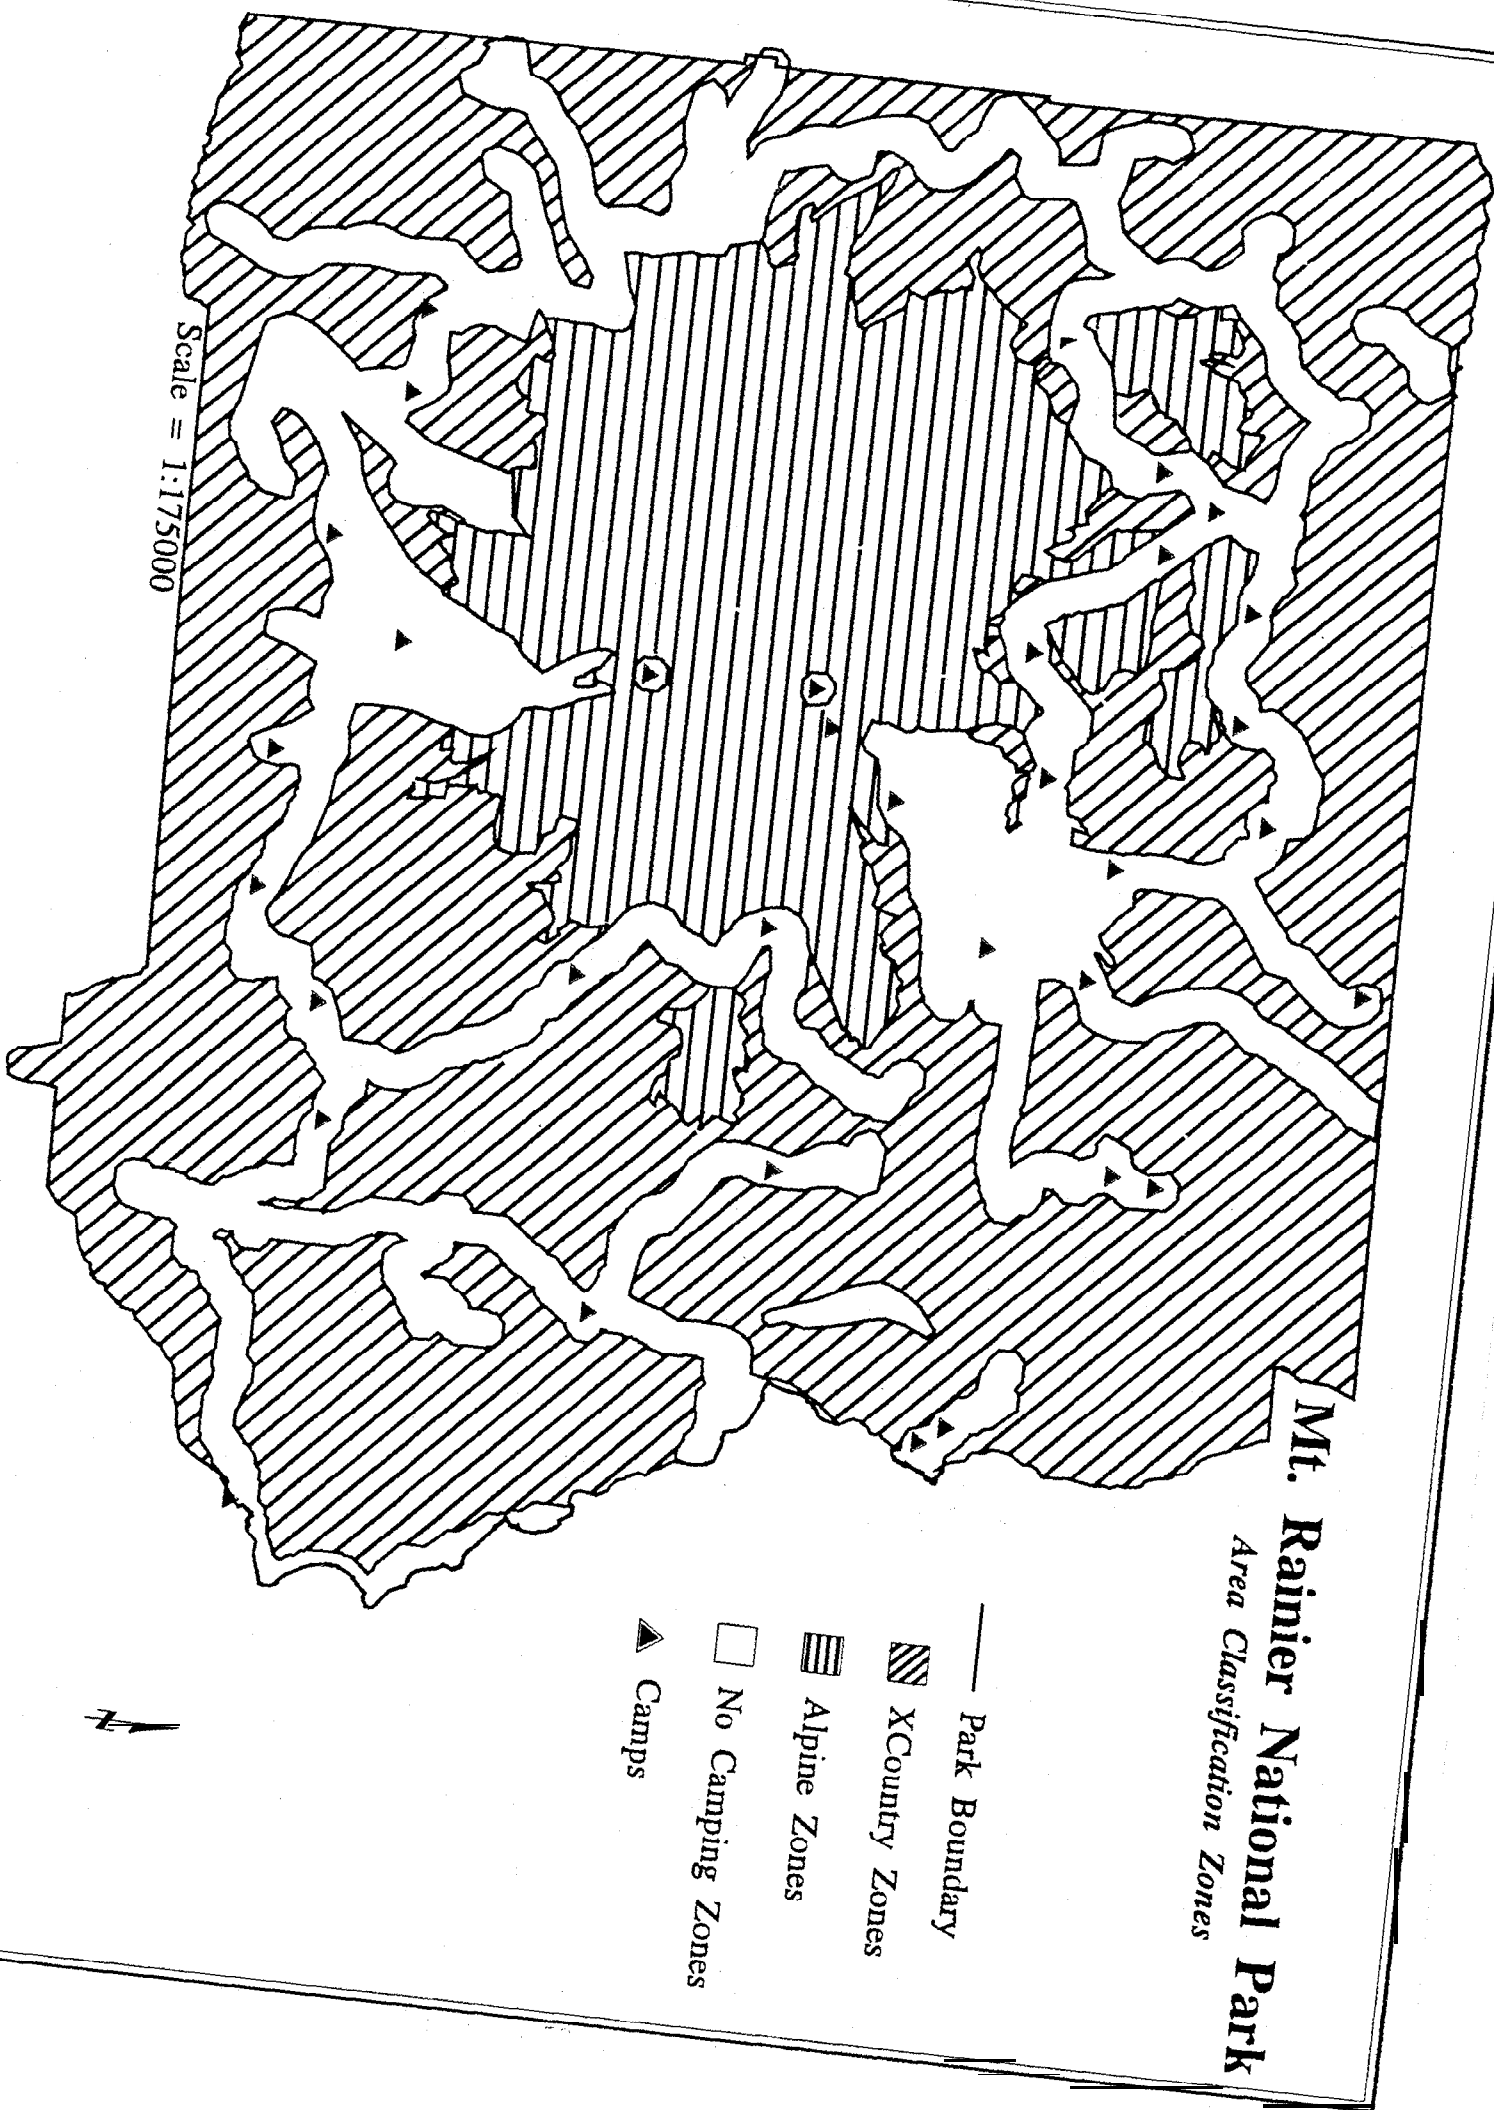 Mt. Rainier National Park
Area Classification Zones
Park Boundary
XCountry Zones
Alpine Zones
No Camping Zones
Camps
Scale = 1:175000
N